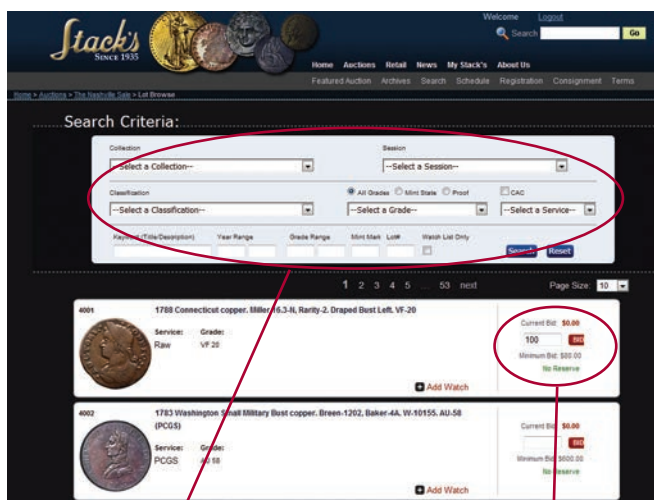 Welcome Logout
Stack's
SINCE 1935
Search Go
Home Auctions Retail News My Stack's About Us
Featured Auction Archives Search Schedule Registration Consignment Terms
Home > Auctions > The Nashville Sale > Lot Browse
Search Criteria:
Collection Session
--Select a Collection-- --Select a Session--
Classification All Grades Mint State Proof CAC
--Select a Classification-- --Select a Grade-- --Select a Service--
Keyword (Title/Description) Year Range Grade Range Mint Mark Lot# Watch List Only
Search Reset
1 2 3 4 5 ... 53 next Page Size: 10
4001 1788 Connecticut copper. Miller 16.3-N, Rarity-2. Draped Bust Left. VF-20
Service: Grade:
Raw VF 20
Current Bid: $0.00
100 BID
Minimum Bid: $80.00
No Reserve
Add Watch
4002 1783 Washington Small Military Bust copper. Breen-1202, Baker-4A, W-10155. AU-58
(PCGS)
Service: Grade:
PCGS AU 58
Current Bid: $0.00
BID
Minimum Bid: $600.00
No Reserve
Add Watch